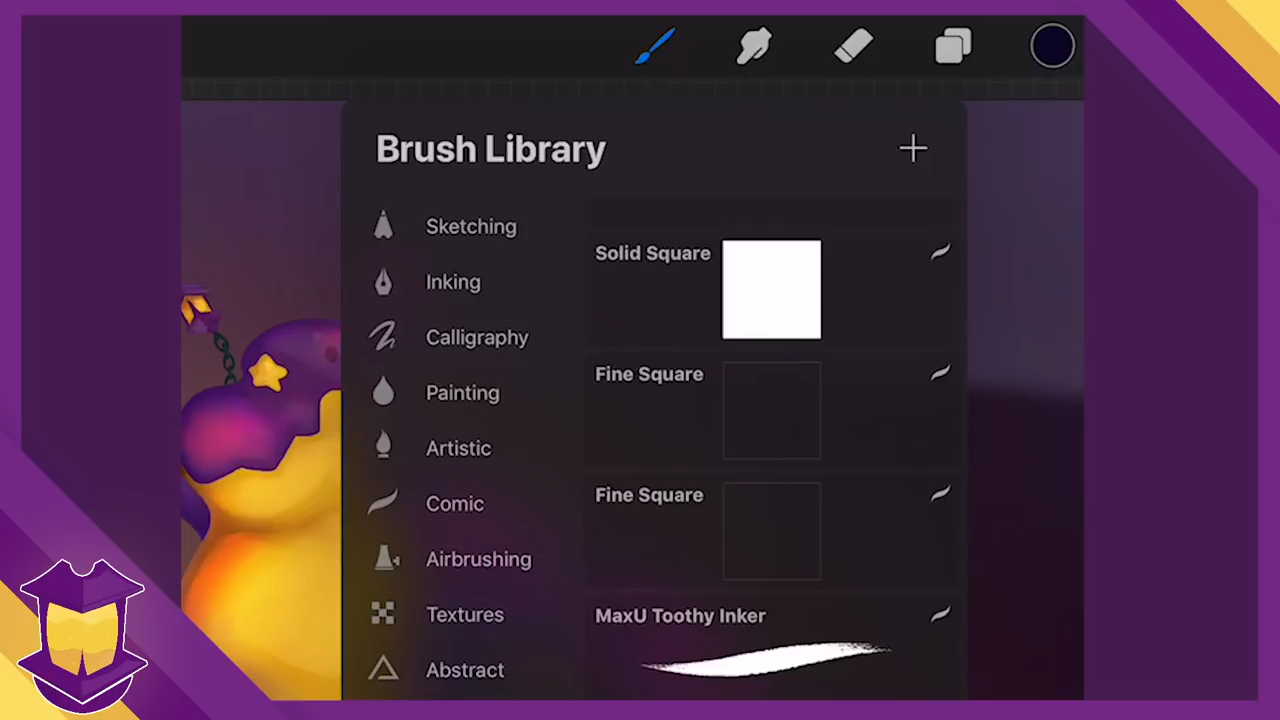 Brush Library
Sketching
Inking
Calligraphy
Painting
Artistic
Comic
Airbrushing
Textures
Abstract
Solid Square
Fine Square
Fine Square
MaxU Toothy Inker